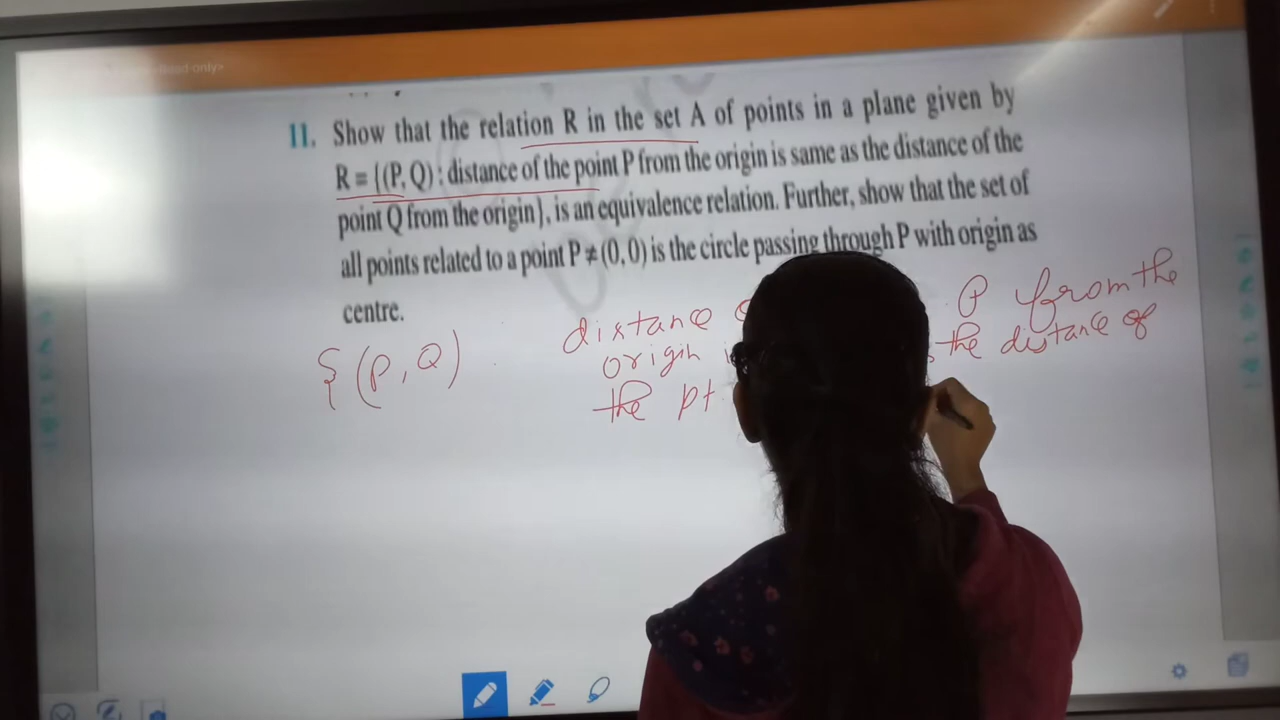 11. Show that the relation R in the set A of points in a plane given by
R = {(P, Q) : distance of the point P from the origin is same as the distance of the
point Q from the origin}, is an equivalence relation. Further, show that the set of
all points related to a point P ≠ (0, 0) is the circle passing through P with origin as
centre.
{(P, Q) distance P from the
origin the distance of
the pt